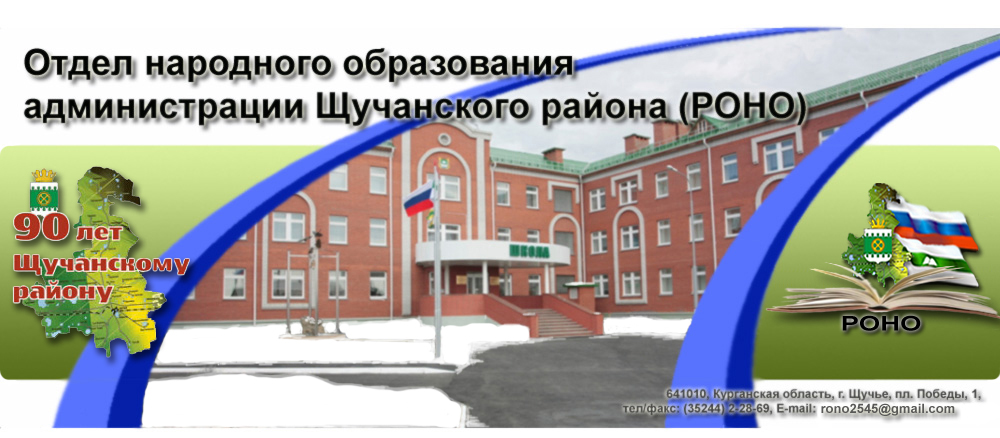 Отдел народного образования
администрации Щучанского района (РОНО)
90 лет
Щучанскому
району
ШКОЛА
РОНО
641010, Курганская область, г. Щучье, пл. Победы, 1,
тел/факс: (35244) 2-28-69, E-mail: rono2545@gmail.com